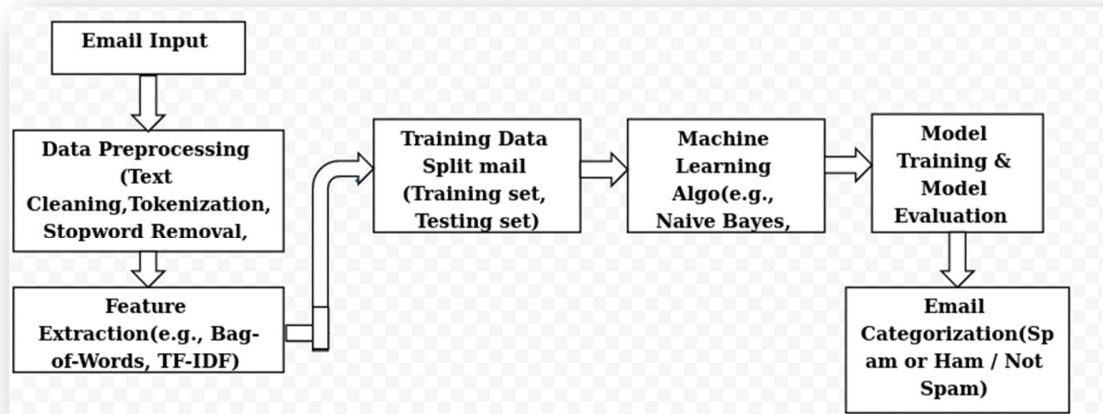 Email Input
Data Preprocessing
(Text
Cleaning,Tokenization,
Stopword Removal,
Feature
Extraction(e.g., Bag-
of-Words, TF-IDF)
Training Data
Split mail
(Training set,
Testing set)
Machine
Learning
Algo(e.g.,
Naive Bayes,
Model
Training &
Model
Evaluation
Email
Categorization(Sp
am or Ham / Not
Spam)